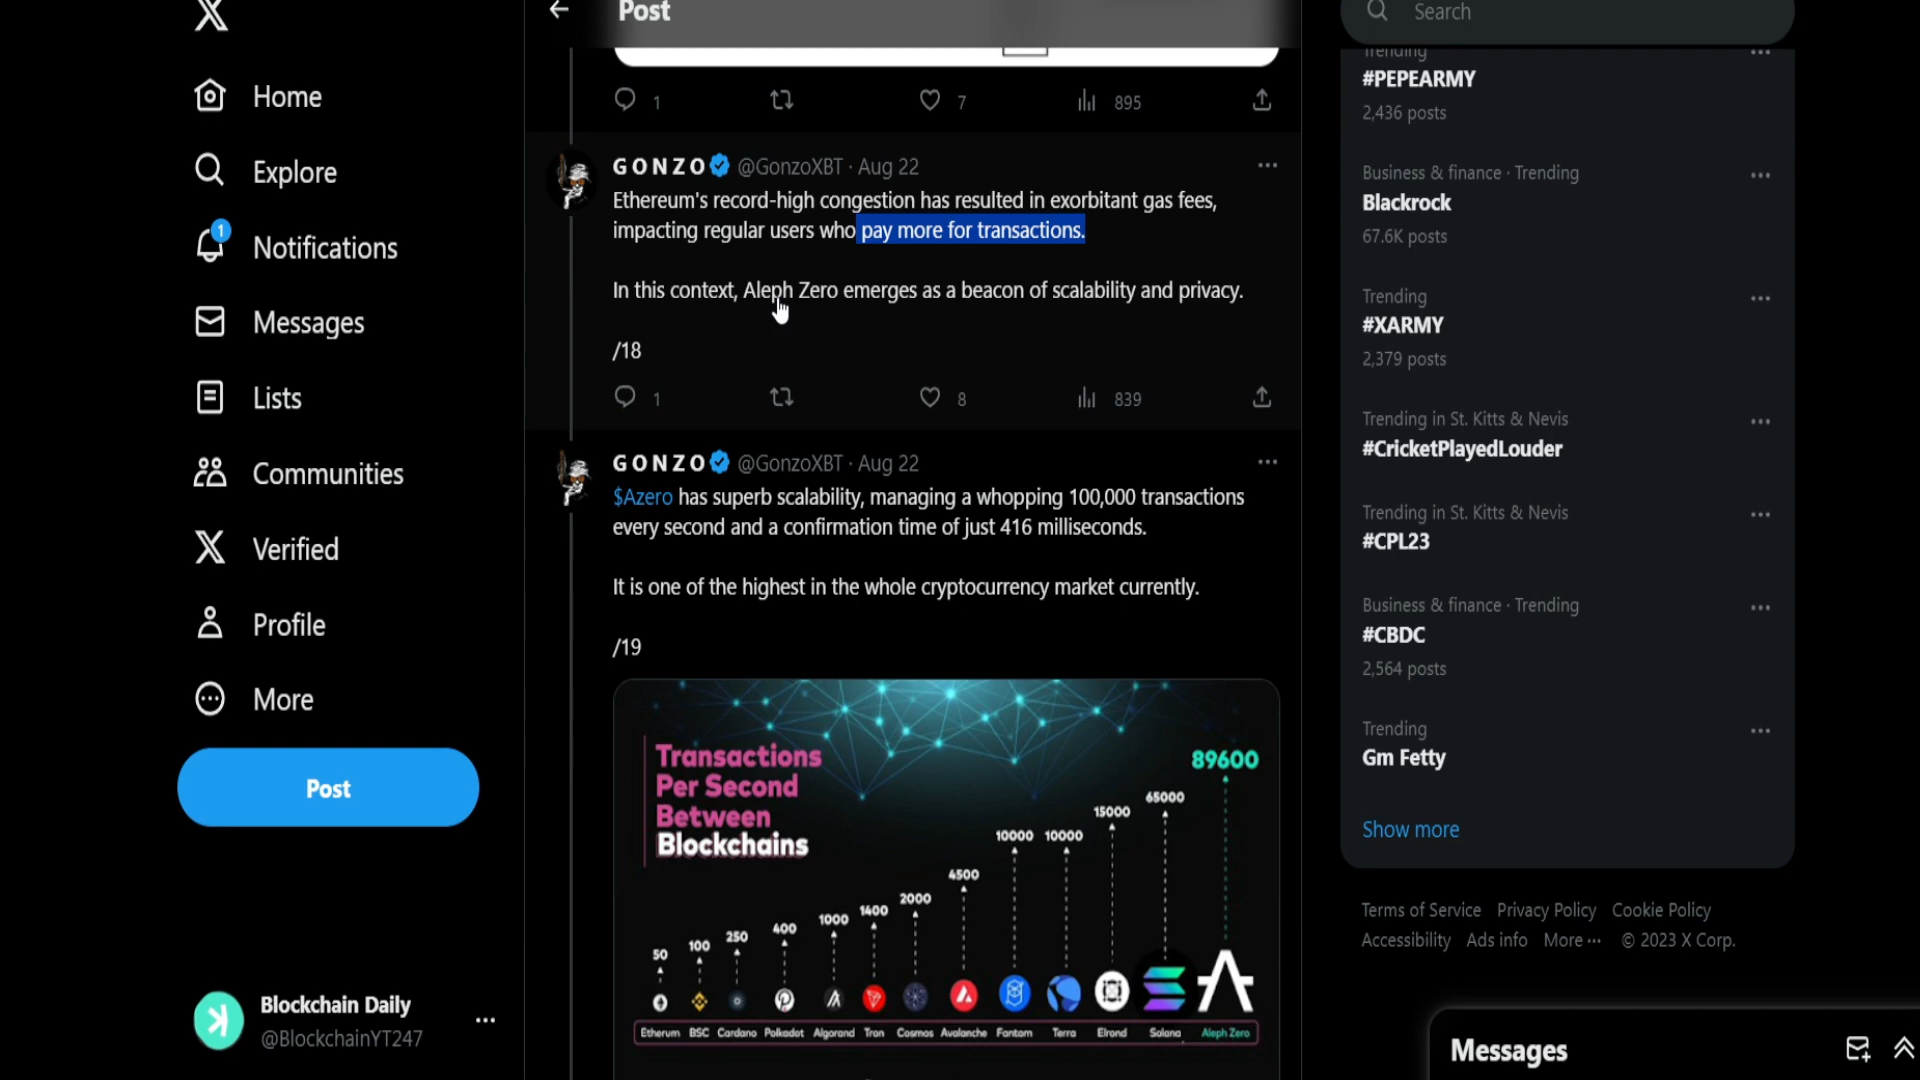 Home
Explore
1
Notifications
Messages
Lists
Communities
Verified
Profile
More
Post
Blockchain Daily
@BlockchainYT247
Post
1
7
895
GONZO @GonzoXBT · Aug 22
Ethereum's record-high congestion has resulted in exorbitant gas fees,
impacting regular users who pay more for transactions.
In this context, Aleph Zero emerges as a beacon of scalability and privacy.
/18
1
8
839
GONZO @GonzoXBT · Aug 22
$Azero has superb scalability, managing a whopping 100,000 transactions
every second and a confirmation time of just 416 milliseconds.
It is one of the highest in the whole cryptocurrency market currently.
/19
Transactions
Per Second
Between
Blockchains
50
100
250
400
1000
1400
2000
4500
10000
10000
15000
65000
89600
Etherum BSC Cardano Polkadot Algorand Tron Cosmos Avalanche Fantom Terra Elrond Solana Aleph Zero
Search
Trending
#PEPEARMY
2,436 posts
Business & finance · Trending
Blackrock
67.6K posts
Trending
#XARMY
2,379 posts
Trending in St. Kitts & Nevis
#CricketPlayedLouder
Trending in St. Kitts & Nevis
#CPL23
Business & finance · Trending
#CBDC
2,564 posts
Trending
Gm Fetty
Show more
Terms of Service Privacy Policy Cookie Policy
Accessibility Ads info More ··· © 2023 X Corp.
Messages